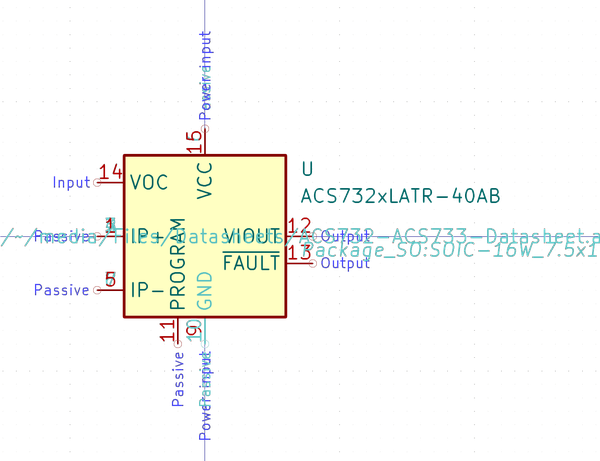 Power input
15
U
14
Input
VOC
VCC
ACS732xLATR-40AB
1
12
Passive
IP+
VIOUT
Output
13
FAULT
Output
5
Passive
IP-
PROGRAM
GND
11
9
Passive
Power input